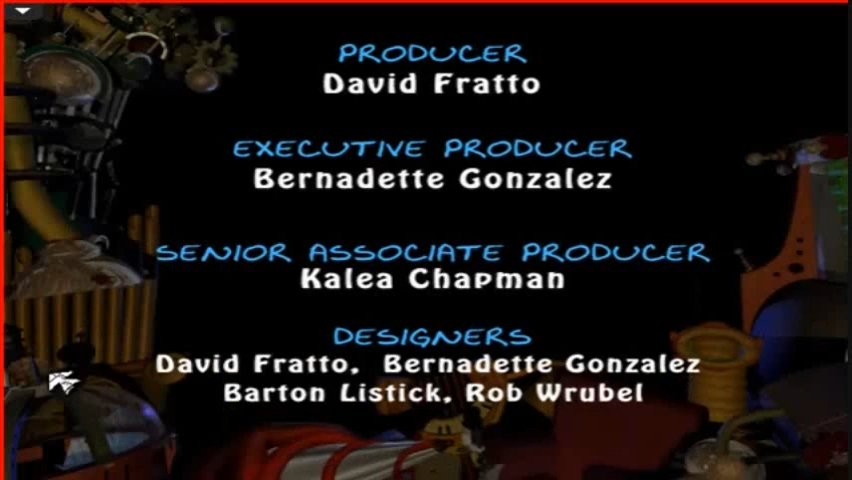 PRODUCER
David Fratto
EXECUTIVE PRODUCER
Bernadette Gonzalez
SENIOR ASSOCIATE PRODUCER
Kalea Chapman
DESIGNERS
David Fratto, Bernadette Gonzalez
Barton Listick, Rob Wrubel